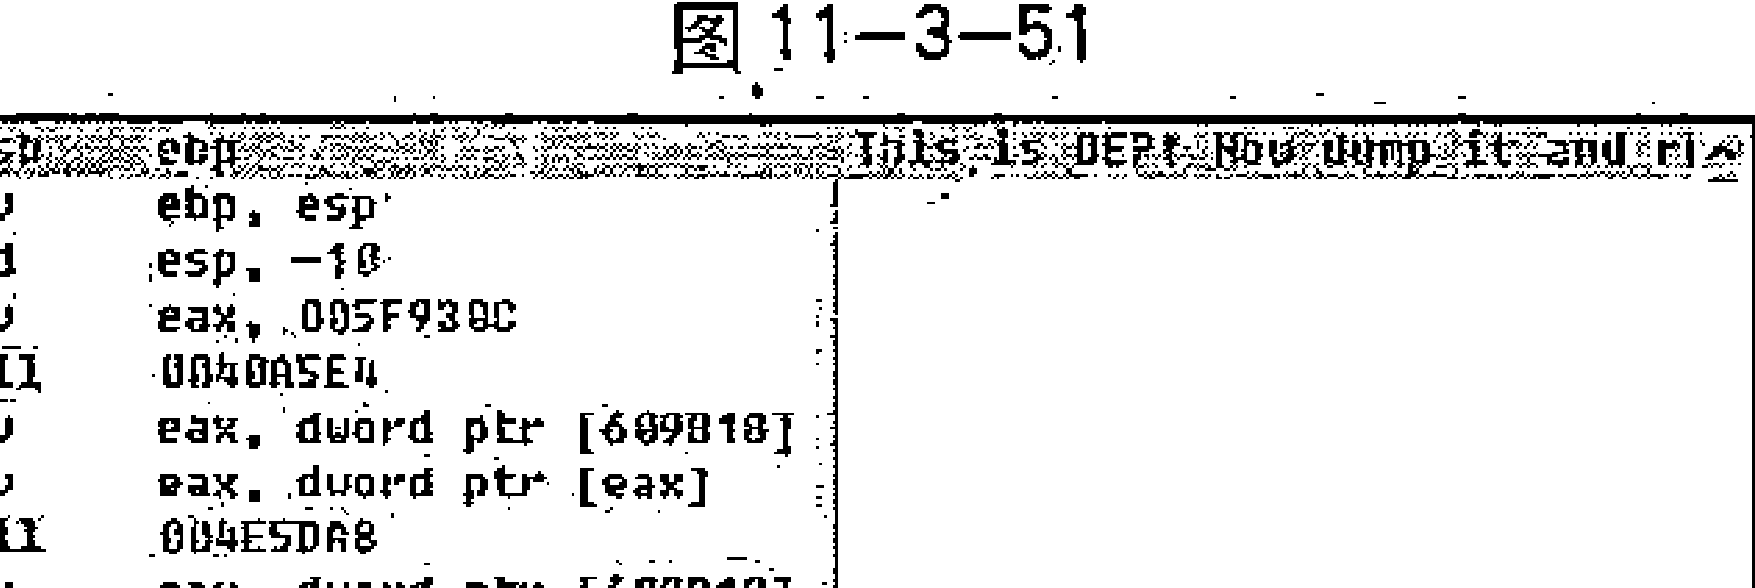 图 11-3-51
ebp This is OEP! Now dump it and
ebp, esp
esp, -10
eax, 005F930C
0040A5E4
eax, dword ptr [609B18]
eax, dword ptr [eax]
004E5DA8